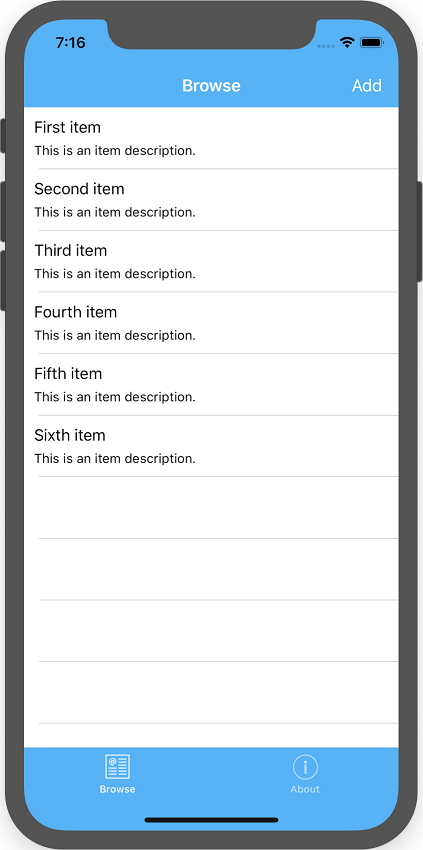 7:16
Browse
Add
First item
This is an item description.
Second item
This is an item description.
Third item
This is an item description.
Fourth item
This is an item description.
Fifth item
This is an item description.
Sixth item
This is an item description.
Browse
About